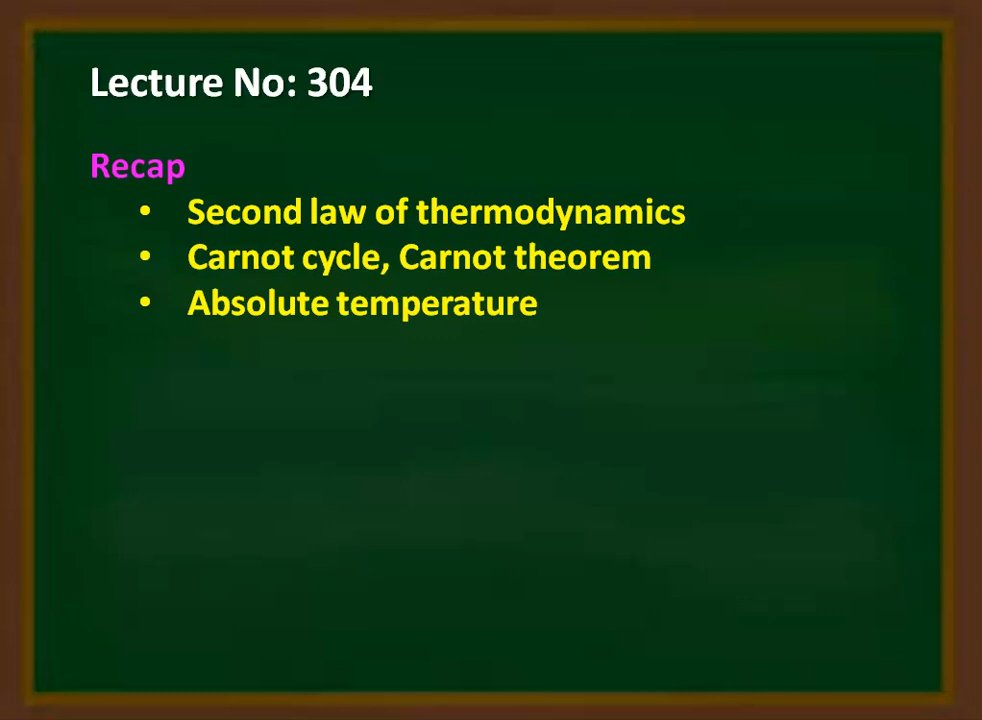 Lecture No: 304
Recap
• Second law of thermodynamics
• Carnot cycle, Carnot theorem
• Absolute temperature